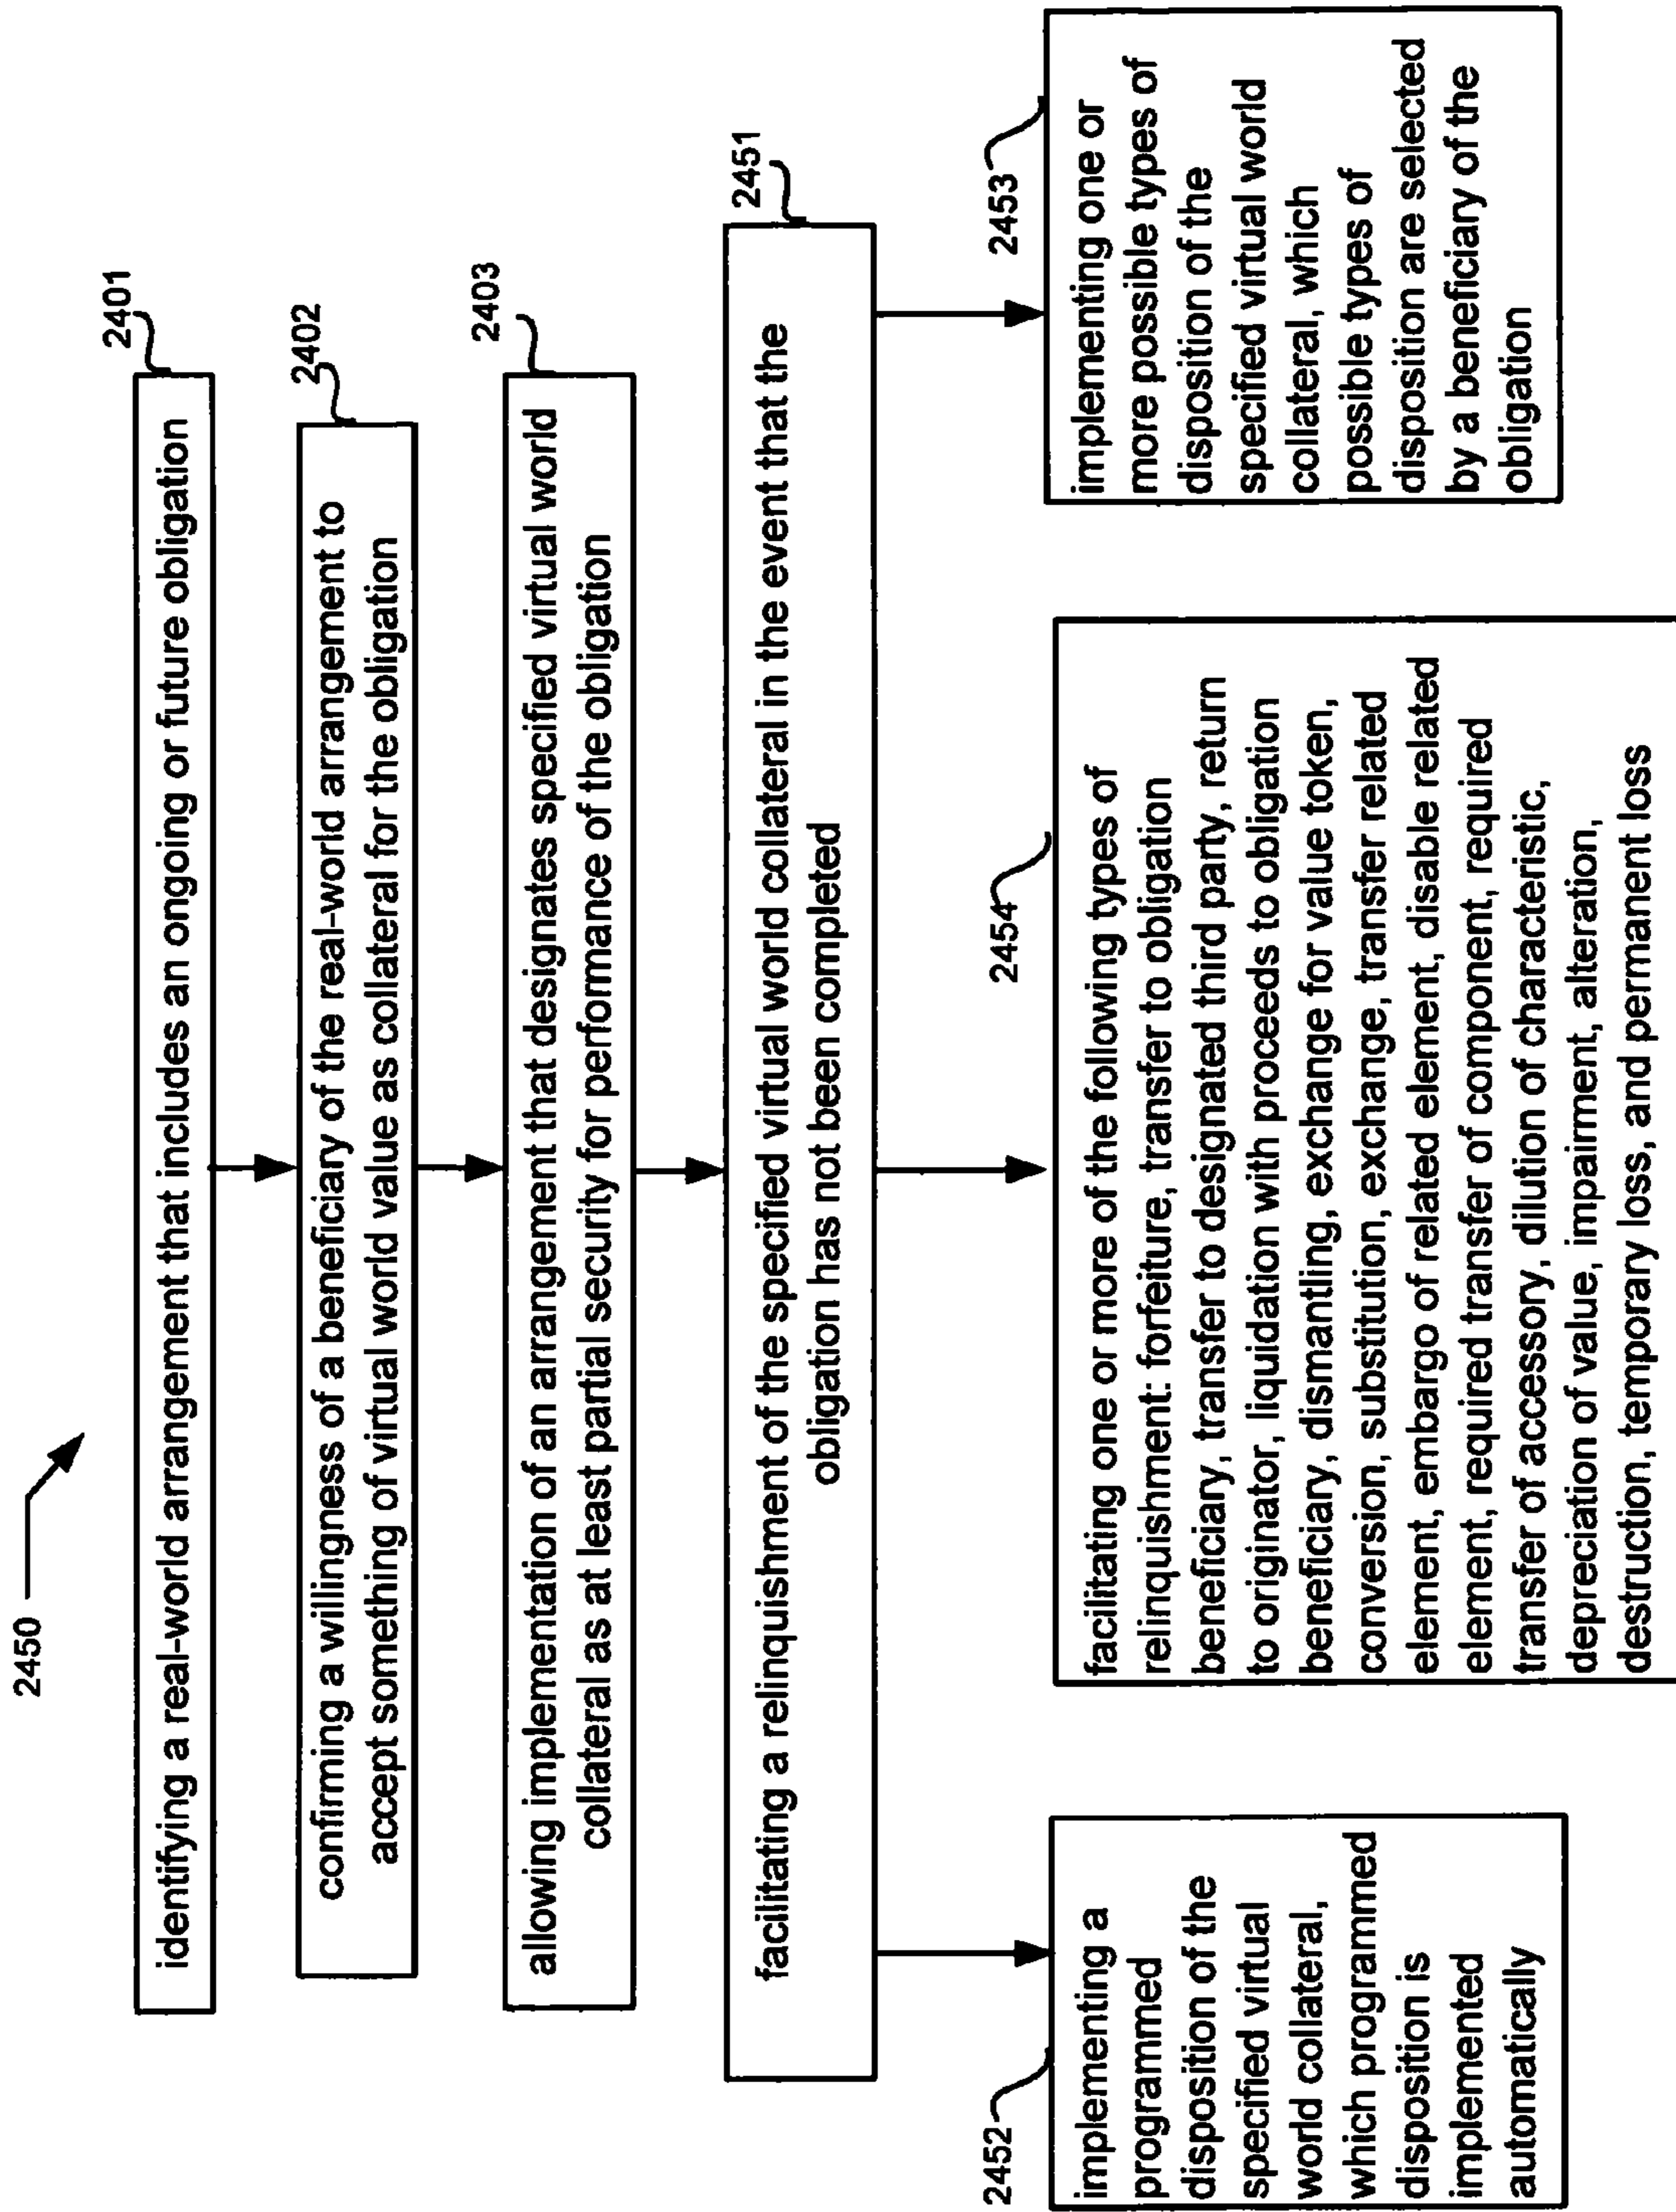 2450
2401
identifying a real-world arrangement that includes an ongoing or future obligation
2402
confirming a willingness of a beneficiary of the real-world arrangement to
accept something of virtual world value as collateral for the obligation
2403
allowing implementation of an arrangement that designates specified virtual world
collateral as at least partial security for performance of the obligation
2451
facilitating a relinquishment of the specified virtual world collateral in the event that the
obligation has not been completed
2452
implementing a
programmed
disposition of the
specified virtual
world collateral,
which programmed
disposition is
implemented
automatically
2454
facilitating one or more of the following types of
relinquishment: forfeiture, transfer to obligation
beneficiary, transfer to designated third party, return
to originator, liquidation with proceeds to obligation
beneficiary, dismantling, exchange for value token,
conversion, substitution, exchange, transfer related
element, embargo of related element, disable related
element, required transfer of component, required
transfer of accessory, dilution of characteristic,
depreciation of value, impairment, alteration,
destruction, temporary loss, and permanent loss
2453
implementing one or
more possible types of
disposition of the
specified virtual world
collateral, which
possible types of
disposition are selected
by a beneficiary of the
obligation